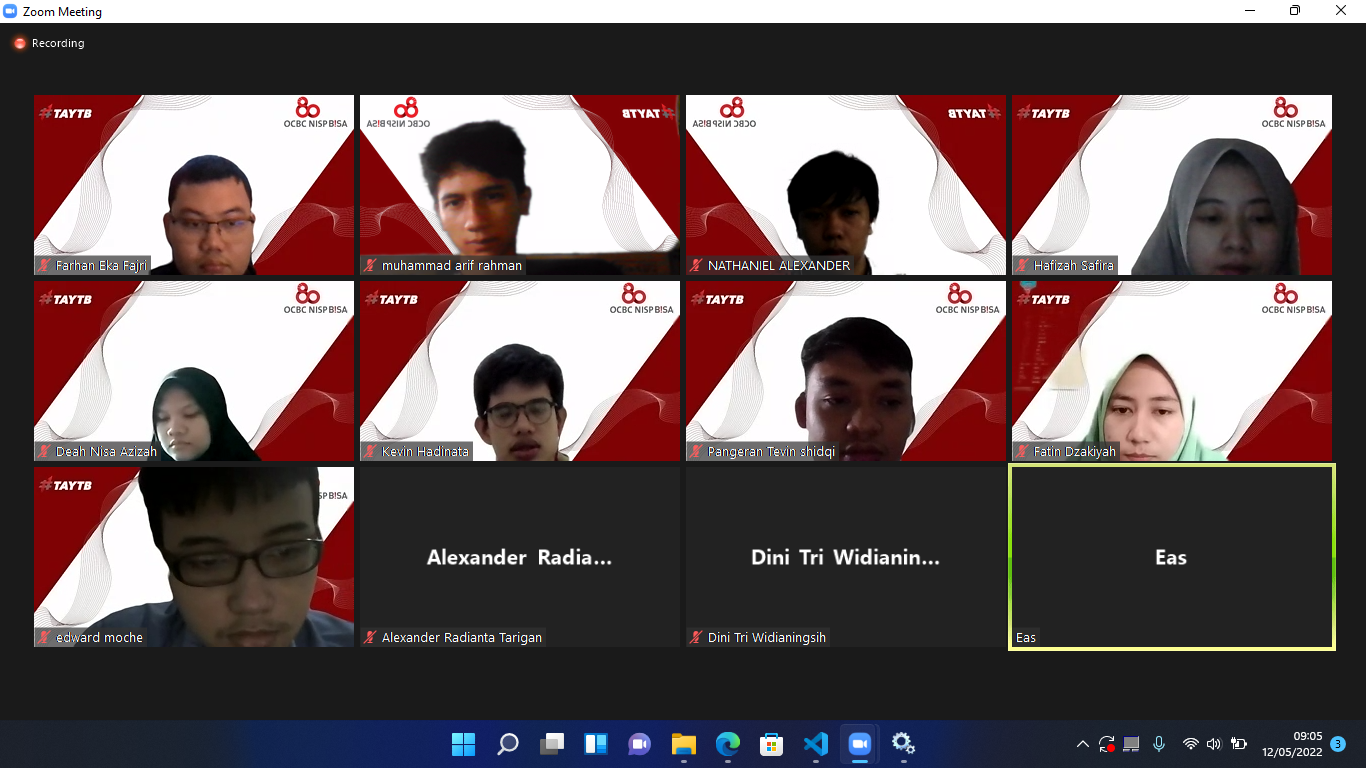 Zoom Meeting
Recording
#TAYTB
OCBC NISP B!SA
OCBC NISP B!SA
#TAYTB
OCBC NISP B!SA
#TAYTB
#TAYTB
OCBC NISP B!SA
Farhan Eka Fajri
muhammad arif rahman
NATHANIEL ALEXANDER
Hafizah Safira
#TAYTB
OCBC NISP B!SA
#TAYTB
OCBC NISP B!SA
#TAYTB
OCBC NISP B!SA
#TAYTB
OCBC NISP B!SA
Deah Nisa Azizah
Kevin Hadinata
Pangeran Tevin shidqi
Fatin Dzakiyah
#TAYTB
SP B!SA
Alexander Radia...
Dini Tri Widianin...
Eas
edward moche
Alexander Radianta Tarigan
Dini Tri Widianingsih
Eas
09:05
12/05/2022
3